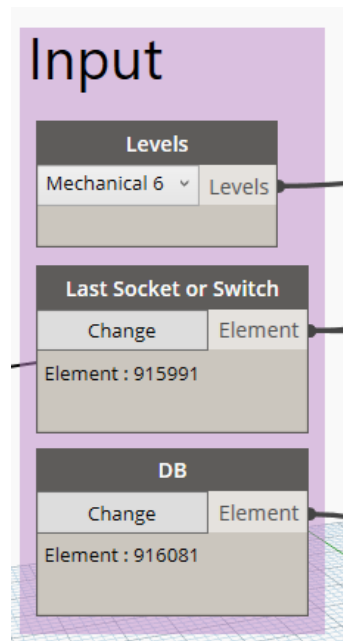 Input
Levels
Mechanical 6 Levels
Last Socket or Switch
Change Element
Element : 915991
DB
Change Element
Element : 916081